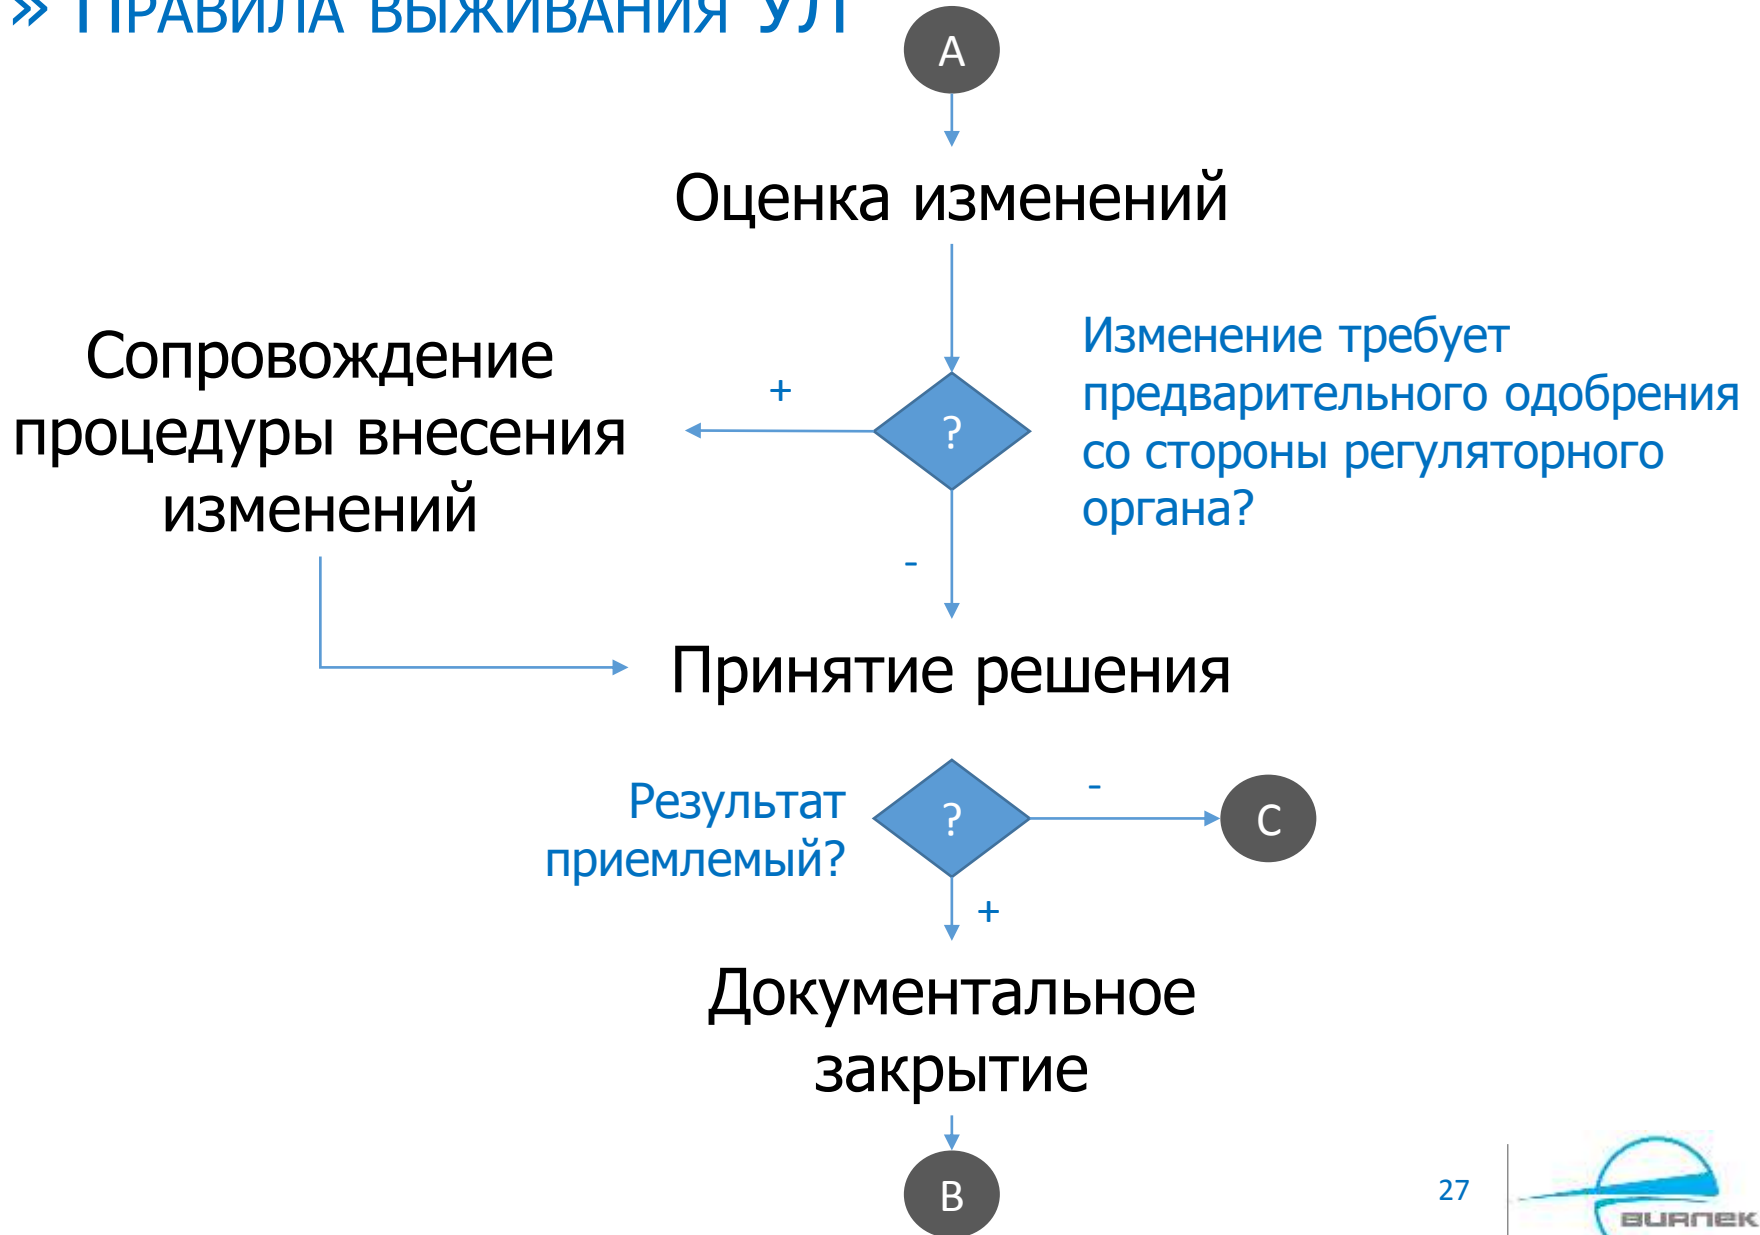 » ПРАВИЛА ВЫЖИВАНИЯ УЛ
A
Оценка изменений
Сопровождение
процедуры внесения
изменений
+
?
Изменение требует
предварительного одобрения
со стороны регуляторного
органа?
-
Принятие решения
Результат
приемлемый?
?
-
C
+
Документальное
закрытие
B
27
BURNEK